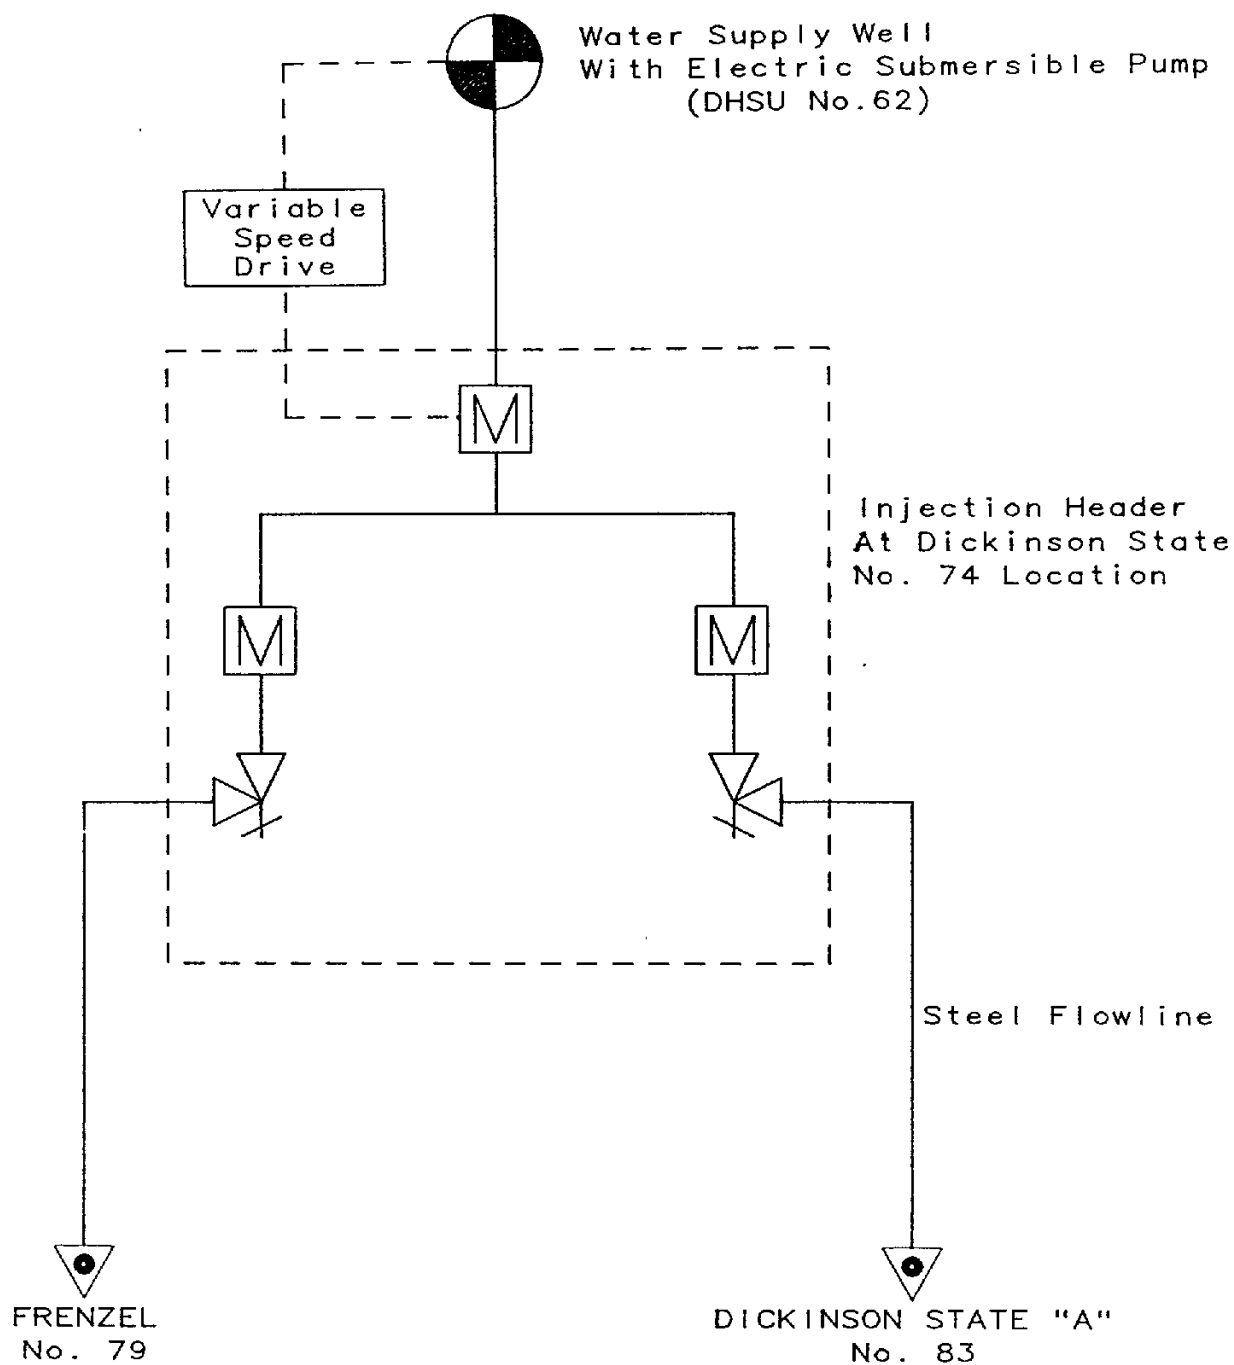 Water Supply Well
With Electric Submersible Pump
(DHSU No.62)
Variable
Speed
Drive
M
Injection Header
At Dickinson State
No. 74 Location
M
M
Steel Flowline
FRENZEL
No. 79
DICKINSON STATE "A"
No. 83